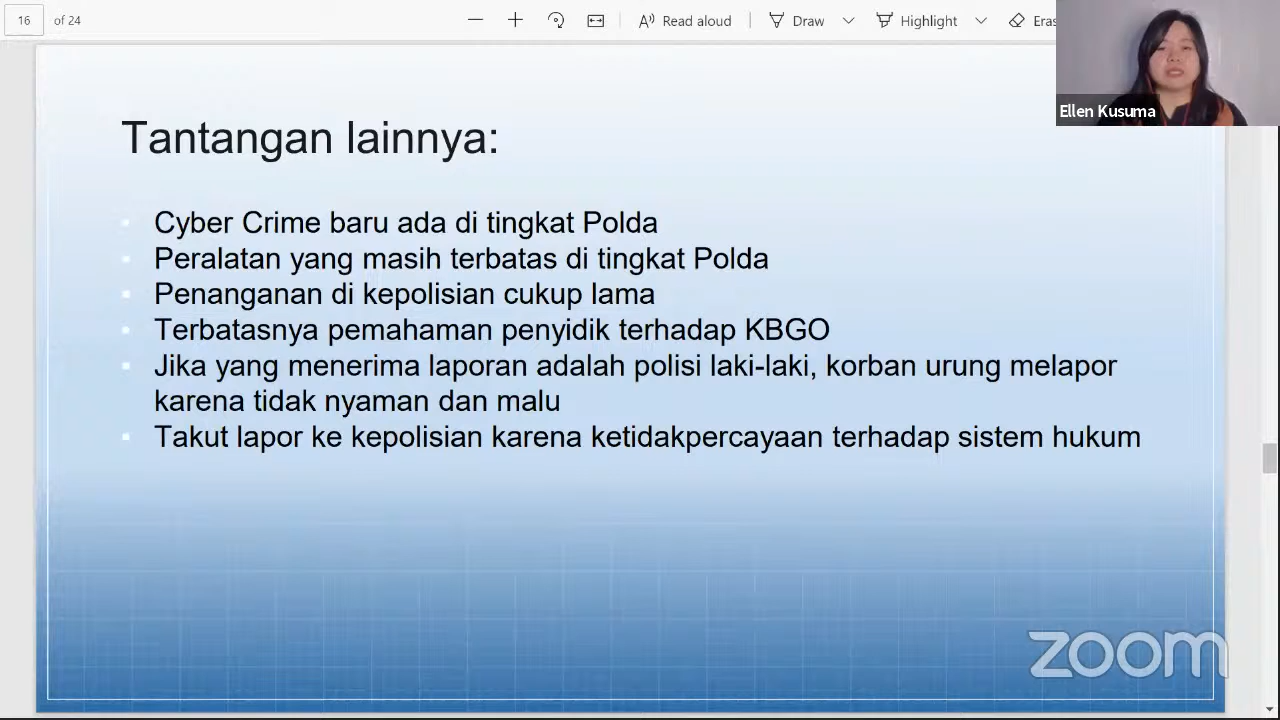 16 of 24 Read aloud Draw Highlight Eras
Ellen Kusuma
Tantangan lainnya:
Cyber Crime baru ada di tingkat Polda
Peralatan yang masih terbatas di tingkat Polda
Penanganan di kepolisian cukup lama
Terbatasnya pemahaman penyidik terhadap KBGO
Jika yang menerima laporan adalah polisi laki-laki, korban urung melapor
karena tidak nyaman dan malu
Takut lapor ke kepolisian karena ketidakpercayaan terhadap sistem hukum
zoom